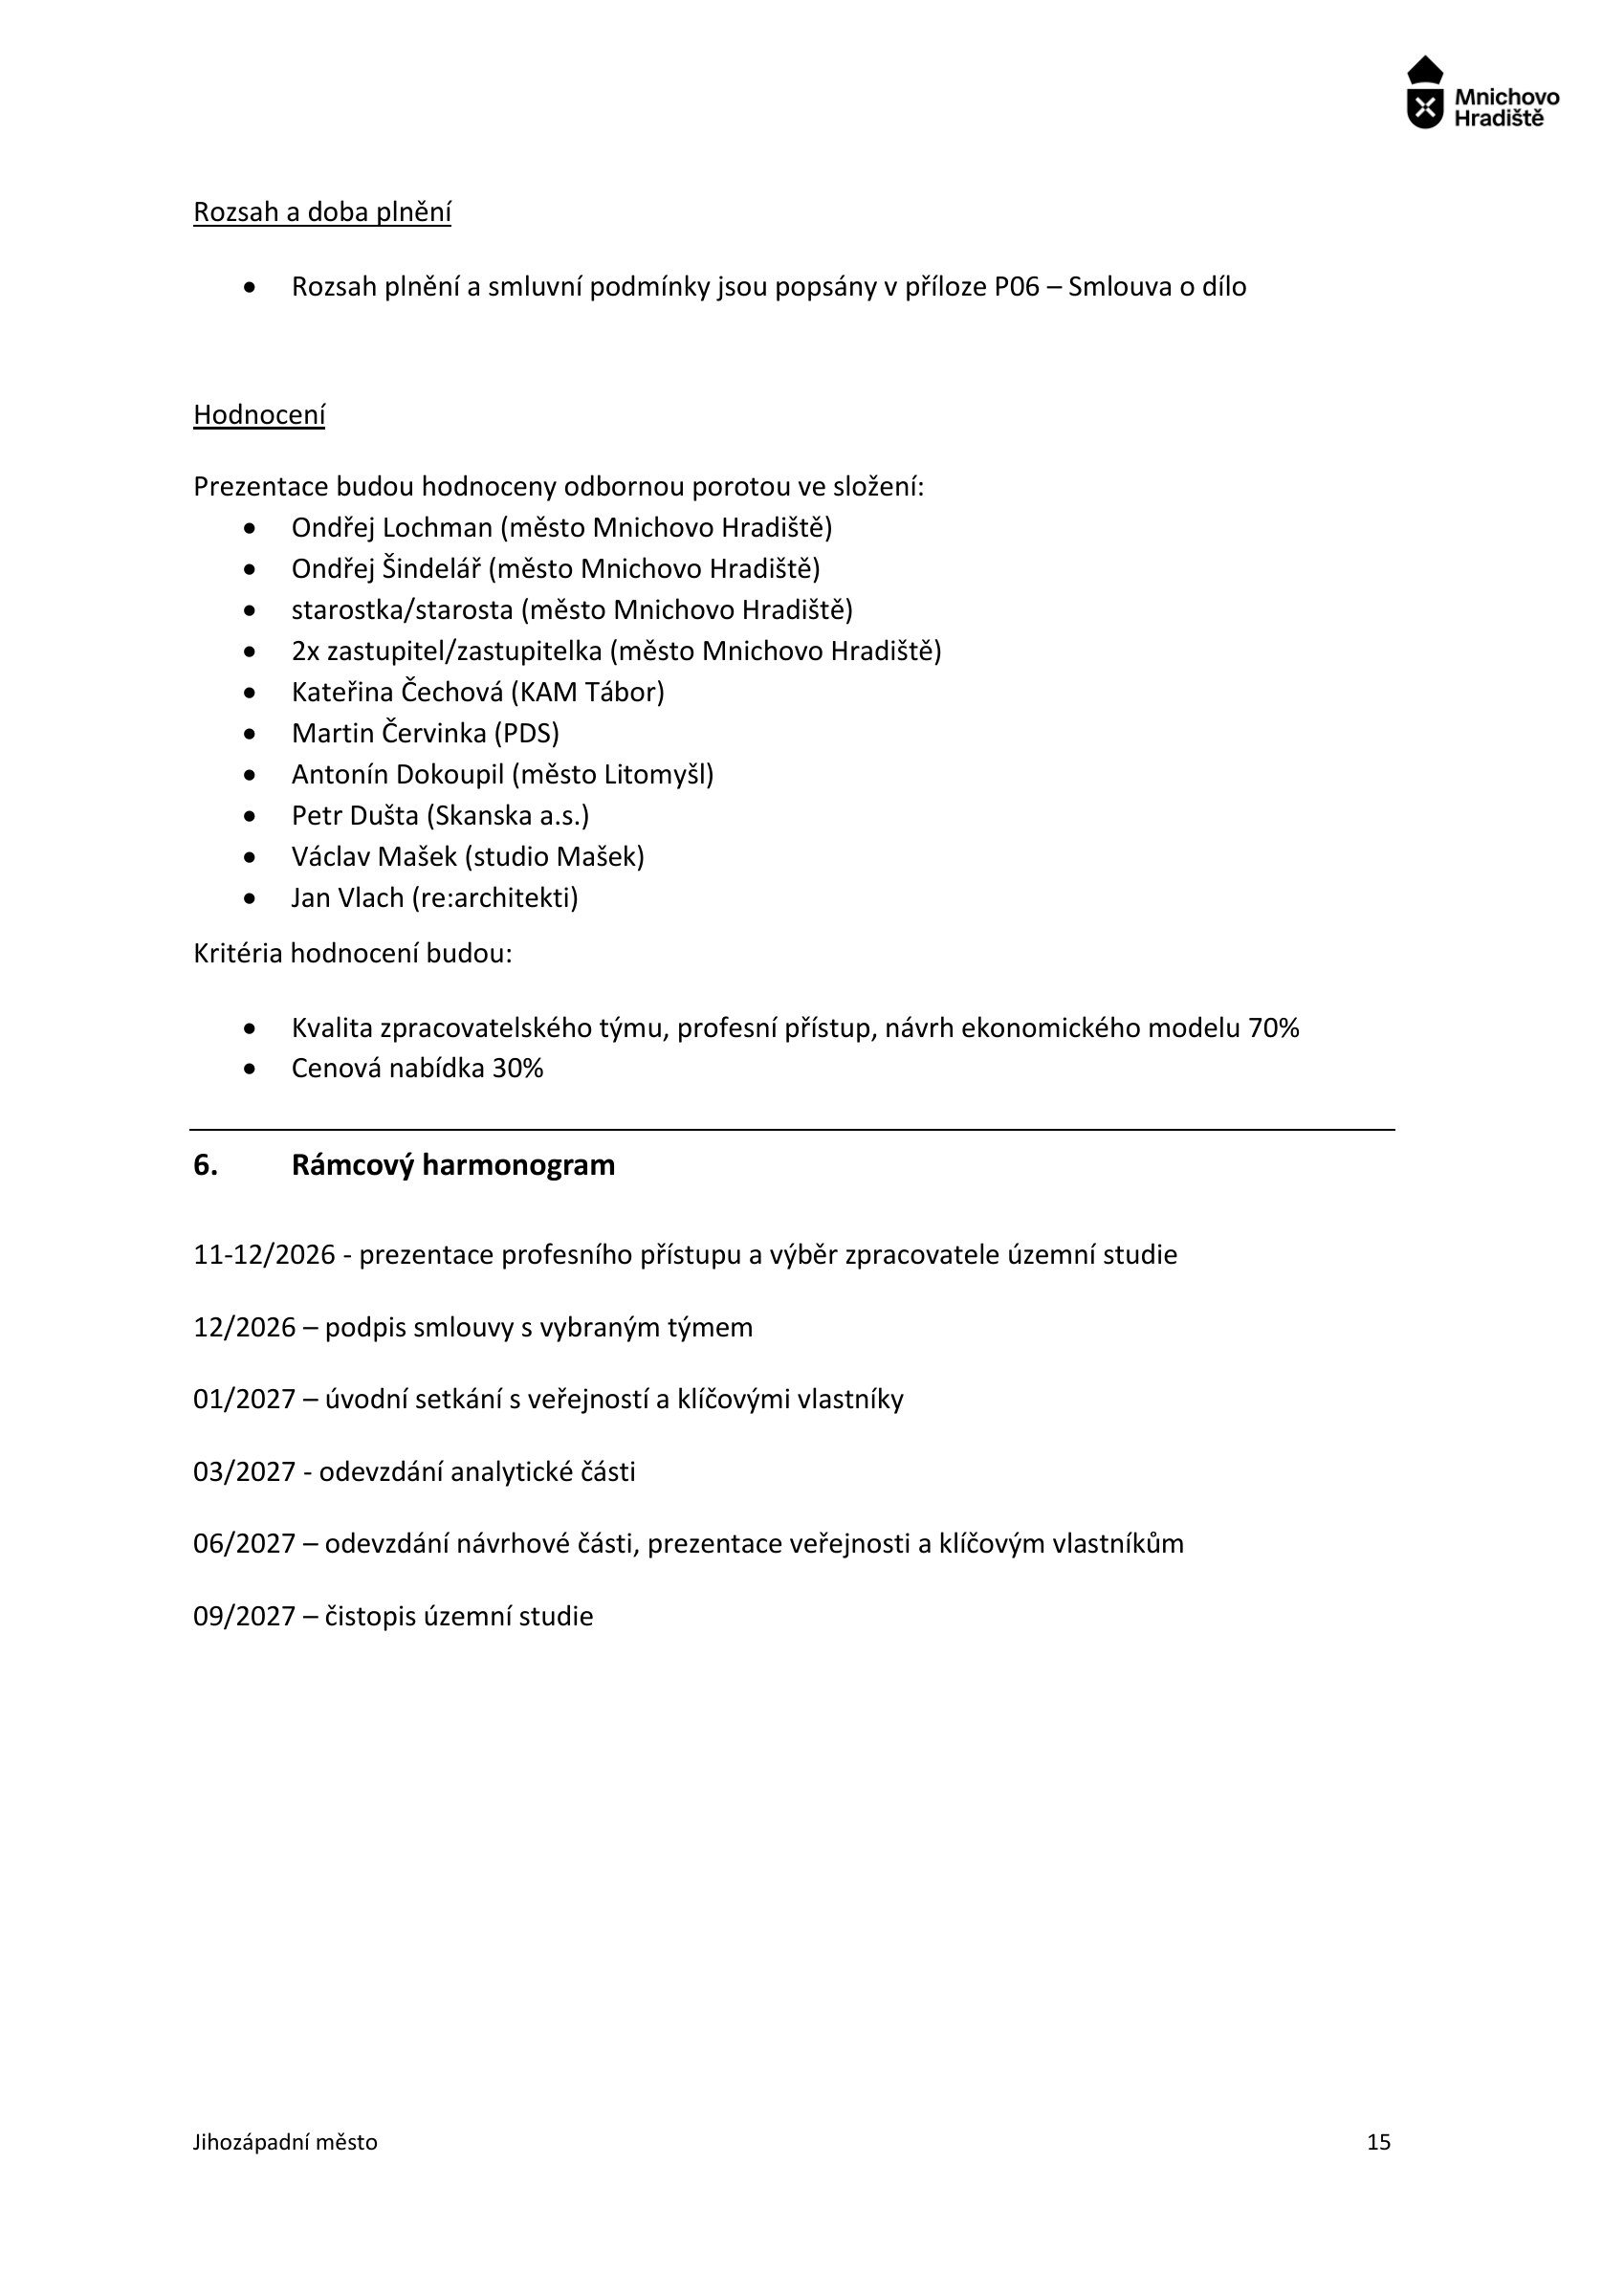 Mnichovo
Hradiště
Rozsah a doba plnění
• Rozsah plnění a smluvní podmínky jsou popsány v příloze P06 – Smlouva o dílo
Hodnocení
Prezentace budou hodnoceny odbornou porotou ve složení:
• Ondřej Lochman (město Mnichovo Hradiště)
• Ondřej Šindelář (město Mnichovo Hradiště)
• starostka/starosta (město Mnichovo Hradiště)
• 2x zastupitel/zastupitelka (město Mnichovo Hradiště)
• Kateřina Čechová (KAM Tábor)
• Martin Červinka (PDS)
• Antonín Dokoupil (město Litomyšl)
• Petr Dušta (Skanska a.s.)
• Václav Mašek (studio Mašek)
• Jan Vlach (re:architekti)
Kritéria hodnocení budou:
• Kvalita zpracovatelského týmu, profesní přístup, návrh ekonomického modelu 70%
• Cenová nabídka 30%
6. Rámcový harmonogram
11-12/2026 - prezentace profesního přístupu a výběr zpracovatele územní studie
12/2026 – podpis smlouvy s vybraným týmem
01/2027 – úvodní setkání s veřejností a klíčovými vlastníky
03/2027 - odevzdání analytické části
06/2027 – odevzdání návrhové části, prezentace veřejnosti a klíčovým vlastníkům
09/2027 – čistopis územní studie
Jihozápadní město 15